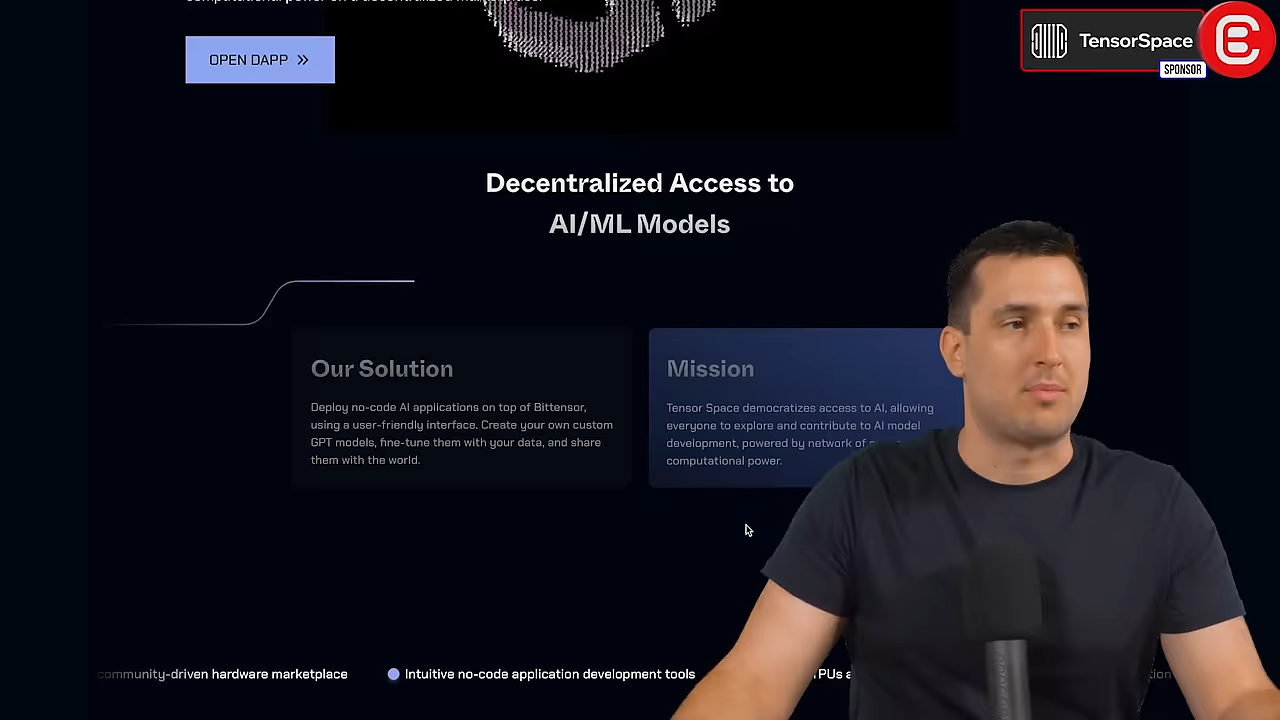 OPEN DAPP
TensorSpace
SPONSOR
Decentralized Access to
AI/ML Models
Our Solution
Deploy no-code AI applications on top of Bittensor,
using a user-friendly interface. Create your own custom
GPT models, fine-tune them with your data, and share
them with the world.
Mission
Tensor Space democratizes access to AI, allowing
everyone to explore and contribute to AI model
development, powered by network of
computational power.
community-driven hardware marketplace
Intuitive no-code application development tools